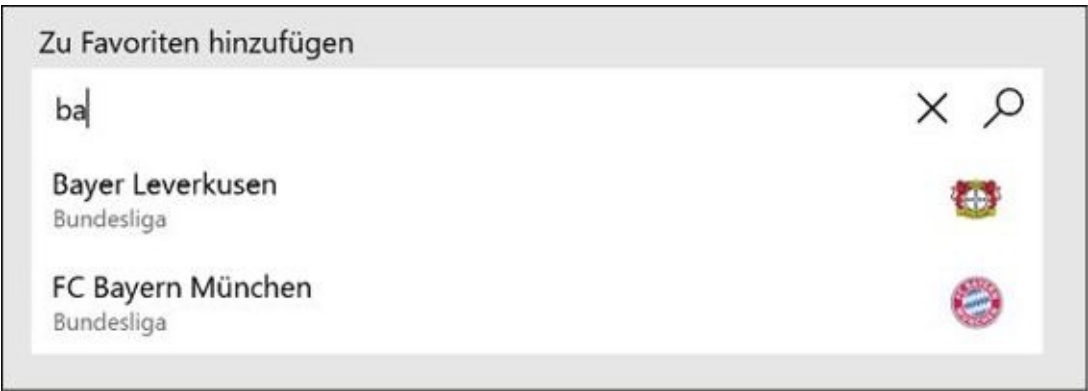 Zu Favoriten hinzufügen
ba
Bayer Leverkusen
Bundesliga
FC Bayern München
Bundesliga